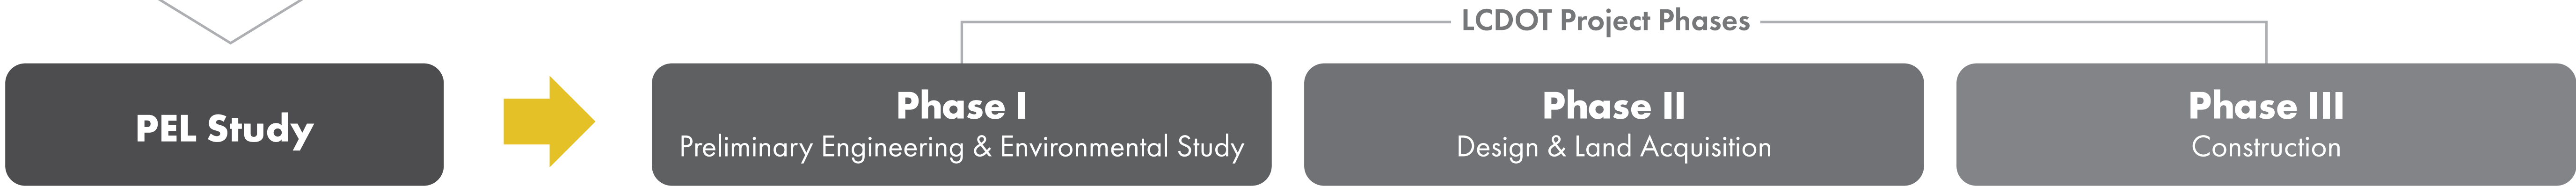 LCDOT Project Phases
PEL Study
Phase I
Preliminary Engineering & Environmental Study
Phase II
Design & Land Acquisition
Phase III
Construction